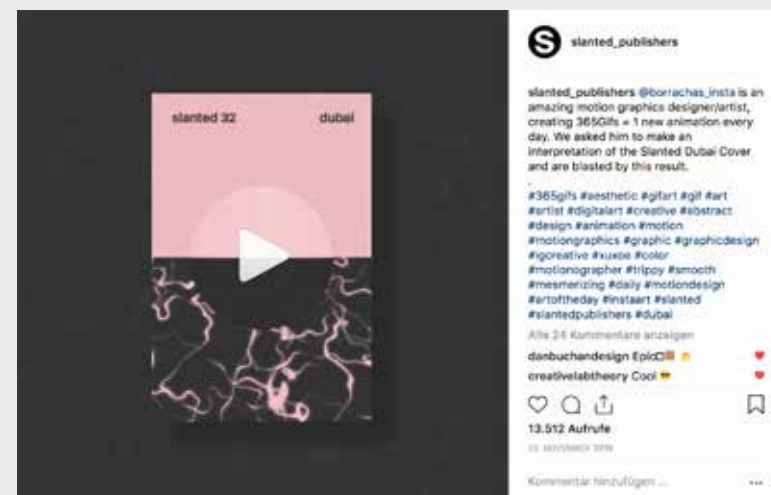 slanted 32 dubai
S
slanted_publishers
slanted_publishers @borrachas_insta is an
amazing motion graphics designer/artist,
creating 365Gifs = 1 new animation every
day. We asked him to make an
interpretation of the Slanted Dubai Cover
and are blasted by this result.
.
#365gifs #aesthetic #gifart #gif #art
#artist #digitalart #creative #abstract
#design #animation #motion
#motiongraphics #graphic #graphicdesign
#igcreative #xuxoe #color
#motionographer #trippy #smooth
#mesmerizing #daily #motiondesign
#artoftheday #instaart #slanted
#slantedpublishers #dubai
Alle 24 Kommentare anzeigen
danbuchandesign Epic
creativelabtheory Cool 😎
13.512 Aufrufe
NOVEMBER
Kommentar hinzufügen ...